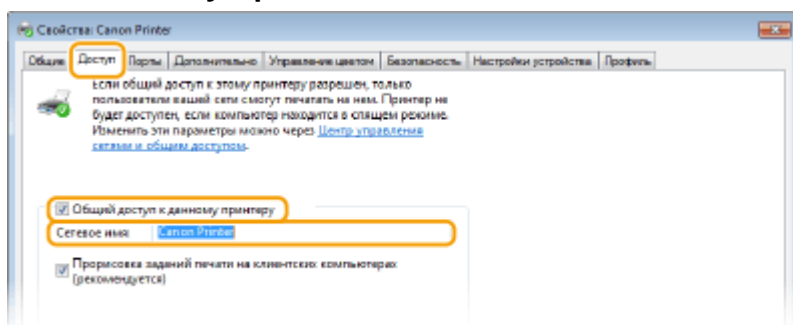 Свойства: Canon Printer
Общие Доступ Порты Дополнительно Управление цветом Безопасность Настройки устройства Профиль
Если общий доступ к этому принтеру разрешен, только
пользователи вашей сети смогут печатать на нем. Принтер не
будет доступен, если компьютер находится в спящем режиме.
Изменить эти параметры можно через Центр управления
сетями и общим доступом.
Общий доступ к данному принтеру
Сетевое имя: Canon Printer
Прорисовка заданий печати на клиентских компьютерах
(рекомендуется)